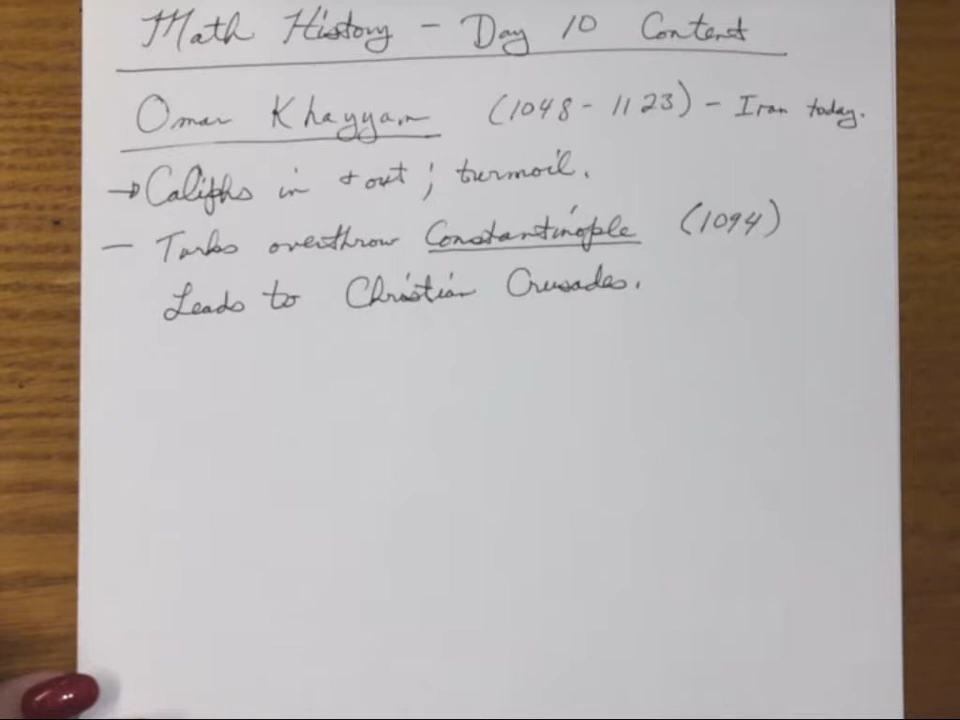 Math History - Day 10 Content
Omar Khayyam (1048 - 1123) - Iran today.
→ Caliphs in + out ; turmoil.
- Turks overthrow Constantinople (1094)
Leads to Christian Crusades.